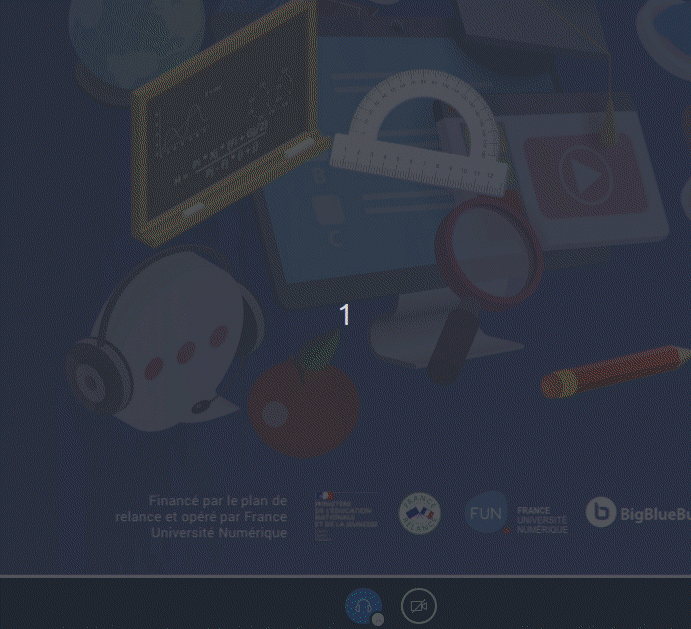 B
C
1
Financé par le plan de
relance et opéré par France
Université Numérique
MINISTÈRE
DE L'ÉDUCATION
NATIONALE
ET DE LA JEUNESSE
FRANCE
RELANCE
FUN
FRANCE
UNIVERSITÉ
NUMÉRIQUE
b
BigBlueBu